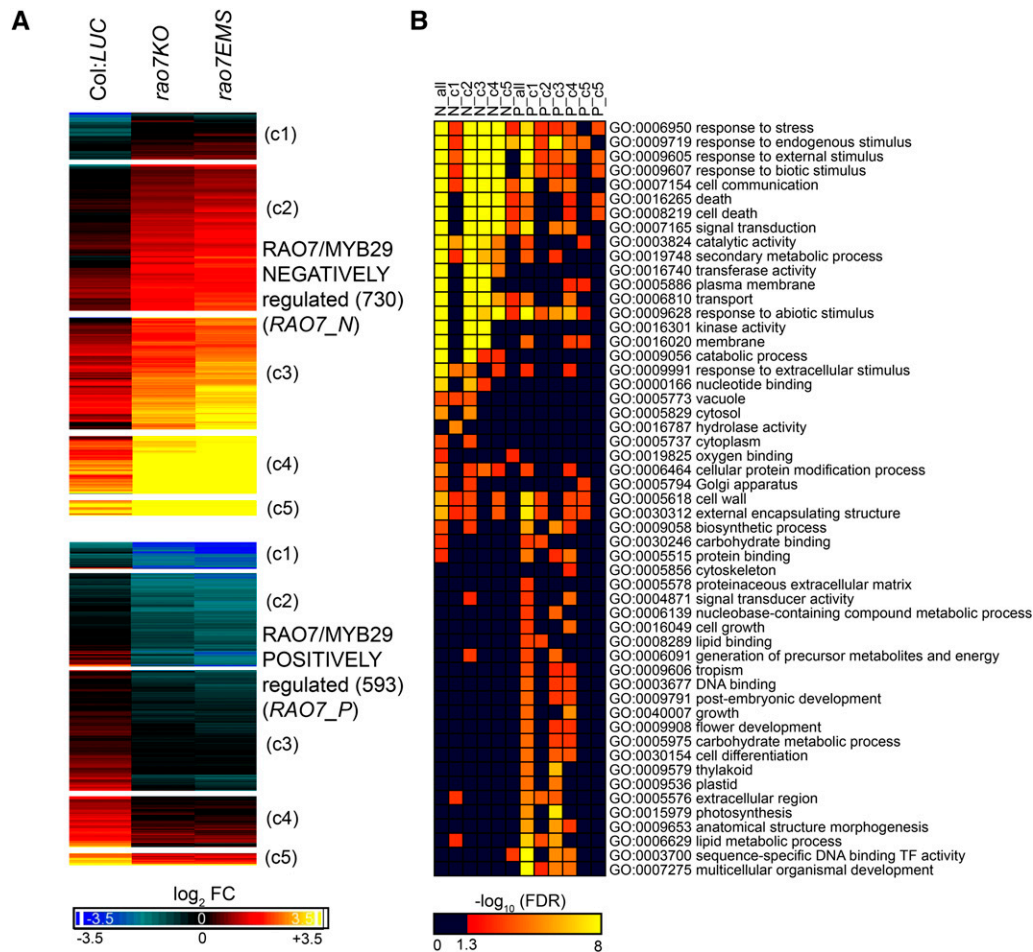 A
Col:LUC
rao7KO
rao7EMS
(c1)
(c2)
RAO7/MYB29
NEGATIVELY
regulated (730)
(RAO7_N)
(c3)
(c4)
(c5)
(c1)
(c2)
RAO7/MYB29
POSITIVELY
regulated (593)
(RAO7_P)
(c3)
(c4)
(c5)
log2 FC
-3.5 0 3.5
-3.5 0 +3.5
B
N_all
N_c1
N_c2
N_c3
N_c4
N_c5
P_all
P_c1
P_c2
P_c3
P_c4
P_c5
GO:0006950 response to stress
GO:0009719 response to endogenous stimulus
GO:0009605 response to external stimulus
GO:0009607 response to biotic stimulus
GO:0007154 cell communication
GO:0016265 death
GO:0008219 cell death
GO:0007165 signal transduction
GO:0003824 catalytic activity
GO:0019748 secondary metabolic process
GO:0016740 transferase activity
GO:0005886 plasma membrane
GO:0006810 transport
GO:0009628 response to abiotic stimulus
GO:0016301 kinase activity
GO:0016020 membrane
GO:0009056 catabolic process
GO:0009991 response to extracellular stimulus
GO:0000166 nucleotide binding
GO:0005773 vacuole
GO:0005829 cytosol
GO:0016787 hydrolase activity
GO:0005737 cytoplasm
GO:0019825 oxygen binding
GO:0006464 cellular protein modification process
GO:0005794 Golgi apparatus
GO:0005618 cell wall
GO:0030312 external encapsulating structure
GO:0009058 biosynthetic process
GO:0030246 carbohydrate binding
GO:0005515 protein binding
GO:0005856 cytoskeleton
GO:0005578 proteinaceous extracellular matrix
GO:0004871 signal transducer activity
GO:0006139 nucleobase-containing compound metabolic process
GO:0016049 cell growth
GO:0008289 lipid binding
GO:0006091 generation of precursor metabolites and energy
GO:0009606 tropism
GO:0003677 DNA binding
GO:0009791 post-embryonic development
GO:0040007 growth
GO:0009908 flower development
GO:0005975 carbohydrate metabolic process
GO:0030154 cell differentiation
GO:0009579 thylakoid
GO:0009536 plastid
GO:0005576 extracellular region
GO:0015979 photosynthesis
GO:0009653 anatomical structure morphogenesis
GO:0006629 lipid metabolic process
GO:0003700 sequence-specific DNA binding TF activity
GO:0007275 multicellular organismal development
-log10 (FDR)
0 1.3 8